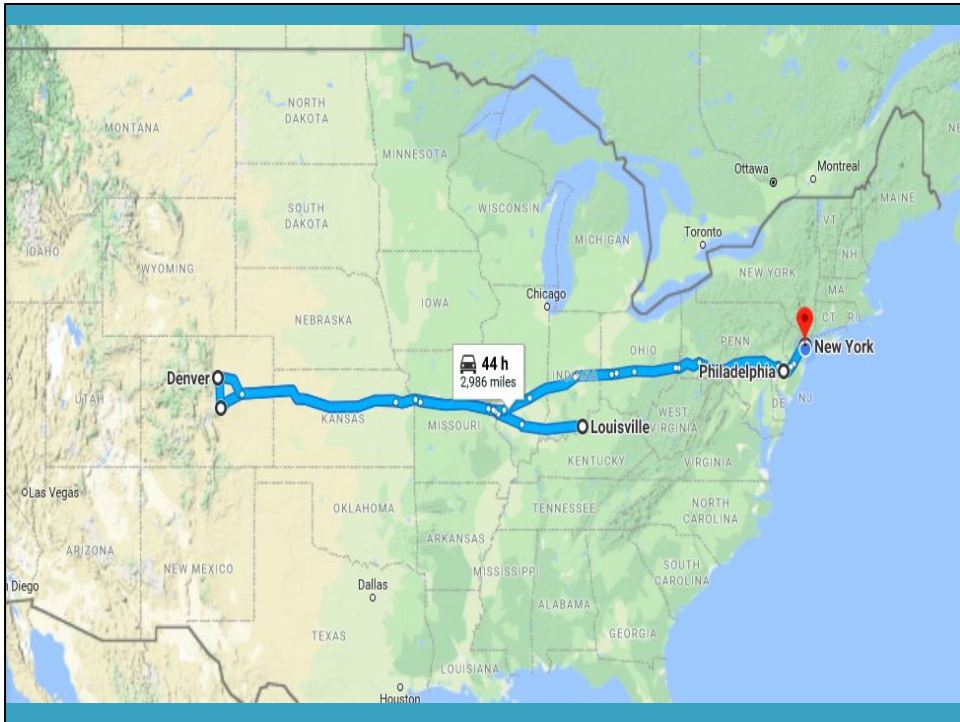 NORTH
DAKOTA
MONTANA
MINNESOTA
Ottawa
Montreal
MAINE
NE
SOUTH
DAKOTA
WISCONSIN
MICHIGAN
Toronto
VT
NH
IDAHO
WYOMING
NEW YORK
MA
CT
RI
IOWA
Chicago
NEBRASKA
44 h
2,986 miles
OHIO
PENN
New York
Denver
INDIANA
Philadelphia
UTAH
KANSAS
MISSOURI
Louisville
WEST
VIRGINIA
DE
NJ
KENTUCKY
VIRGINIA
Las Vegas
OKLAHOMA
TENNESSEE
NORTH
CAROLINA
ARIZONA
NEW MEXICO
ARKANSAS
MISSISSIPPI
SOUTH
CAROLINA
n Diego
Dallas
ALABAMA
GEORGIA
TEXAS
LOUISIANA
Houston